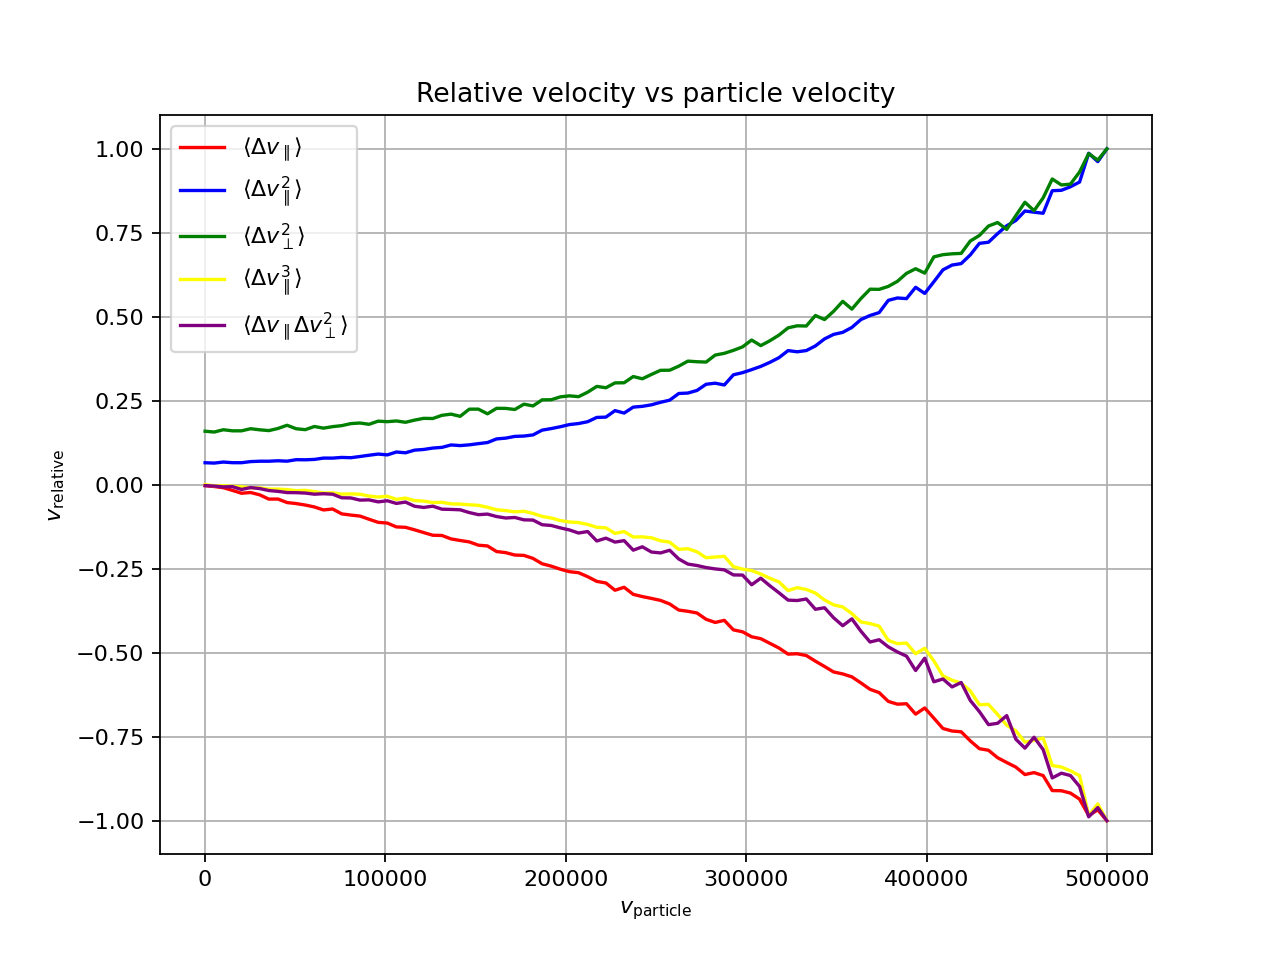 Relative velocity vs particle velocity
⟨Δv∥⟩
⟨Δv∥²⟩
⟨Δv⊥²⟩
⟨Δv∥³⟩
⟨Δv∥Δv⊥²⟩
1.00
0.75
0.50
0.25
0.00
−0.25
−0.50
−0.75
−1.00
v_relative
0 100000 200000 300000 400000 500000
v_particle